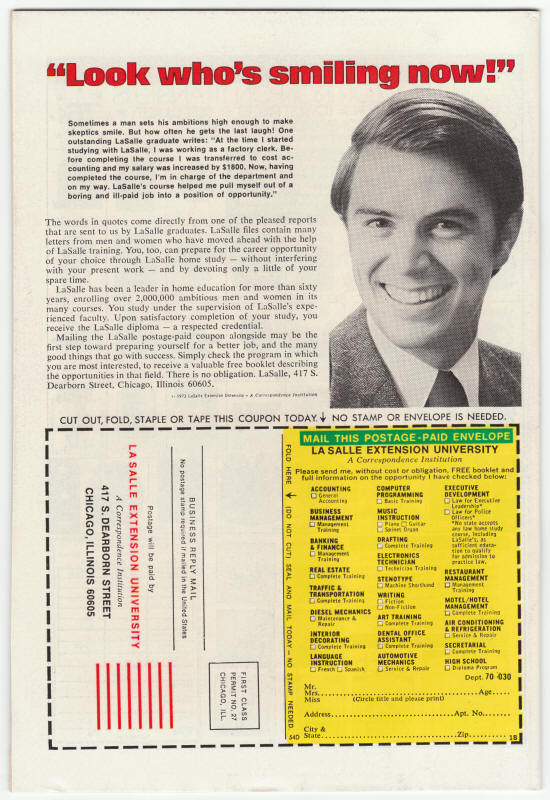 “Look who’s smiling now!”
Sometimes a man sets his ambitions high enough to make
skeptics smile. But how often he gets the last laugh! One
outstanding LaSalle graduate writes: "At the time I started
studying with LaSalle, I was working as a factory clerk. Be-
fore completing the course I was transferred to cost ac-
counting and my salary was increased by $1800. Now, having
completed the course, I'm in charge of the department and
on my way. LaSalle's course helped me pull myself out of a
boring and ill-paid job into a position of opportunity."
The words in quotes come directly from one of the pleased reports
that are sent to us by LaSalle graduates. LaSalle files contain many
letters from men and women who have moved ahead with the help
of LaSalle training. You, too, can prepare for the career opportunity
of your choice through LaSalle home study — without interfering
with your present work — and by devoting only a little of your
spare time.
LaSalle has been a leader in home education for more than sixty
years, enrolling over 2,000,000 ambitious men and women in its
many courses. You study under the supervision of LaSalle's expe-
rienced faculty. Upon satisfactory completion of your study, you
receive the LaSalle diploma — a respected credential.
Mailing the LaSalle postage-paid coupon alongside may be the
first step toward preparing yourself for a better job, and the many
good things that go with success. Simply check the program in which
you are most interested, to receive a valuable free booklet describing
the opportunities in that field. There is no obligation. LaSalle, 417 S.
Dearborn Street, Chicago, Illinois 60605.
1973 LaSalle Extension • A Correspondence Institution
CUT OUT, FOLD, STAPLE OR TAPE THIS COUPON TODAY ↓ NO STAMP OR ENVELOPE IS NEEDED.
BUSINESS REPLY MAIL
No postage stamp required if mailed in the United States
Postage will be paid by
LA SALLE EXTENSION UNIVERSITY
A Correspondence Institution
417 S. DEARBORN STREET
CHICAGO, ILLINOIS 60605
FIRST CLASS
PERMIT NO. 27
CHICAGO, ILL.
FOLD HERE → (DO NOT CUT) SEAL AND MAIL TODAY — NO STAMP NEEDED.
MAIL THIS POSTAGE-PAID ENVELOPE
LA SALLE EXTENSION UNIVERSITY
A Correspondence Institution
Please send me, without cost or obligation, FREE booklet and
full information on the opportunity I have checked below:
ACCOUNTING
☐ General
Accounting
BUSINESS
MANAGEMENT
☐ Management
Training
BANKING
& FINANCE
☐ Management
Training
REAL ESTATE
☐ Complete Training
TRAFFIC &
TRANSPORTATION
☐ Complete Training
DIESEL MECHANICS
☐ Maintenance &
Repair
INTERIOR
DECORATING
☐ Complete Training
LANGUAGE
INSTRUCTION
☐ French ☐ Spanish
COMPUTER
PROGRAMMING
☐ Basic Training
MUSIC
INSTRUCTION
☐ Piano ☐ Guitar
☐ Spinet Organ
DRAFTING
☐ Complete Training
ELECTRONICS
TECHNICIAN
☐ Technician Training
STENOTYPE
☐ Machine Shorthand
WRITING
☐ Fiction
☐ Non-Fiction
ART TRAINING
☐ Complete Training
DENTAL OFFICE
ASSISTANT
☐ Complete Training
AUTOMOTIVE
MECHANICS
☐ Service & Repair
EXECUTIVE
DEVELOPMENT
☐ Law for Executive
Leadership*
☐ Law for Police
Officers*
*No state accepts
any law home study
course, including
LaSalle's, as
sufficient educa-
tion to qualify
for admission to
practice law.
RESTAURANT
MANAGEMENT
☐ Management
Training
MOTEL/HOTEL
MANAGEMENT
☐ Complete Training
AIR CONDITIONING
& REFRIGERATION
☐ Service & Repair
SECRETARIAL
☐ Complete Training
HIGH SCHOOL
☐ Diploma Program
Dept. 70-030
Mr.
Mrs. Age
Miss (Circle title and please print)
Address Apt. No.
City &
State Zip
54D 18